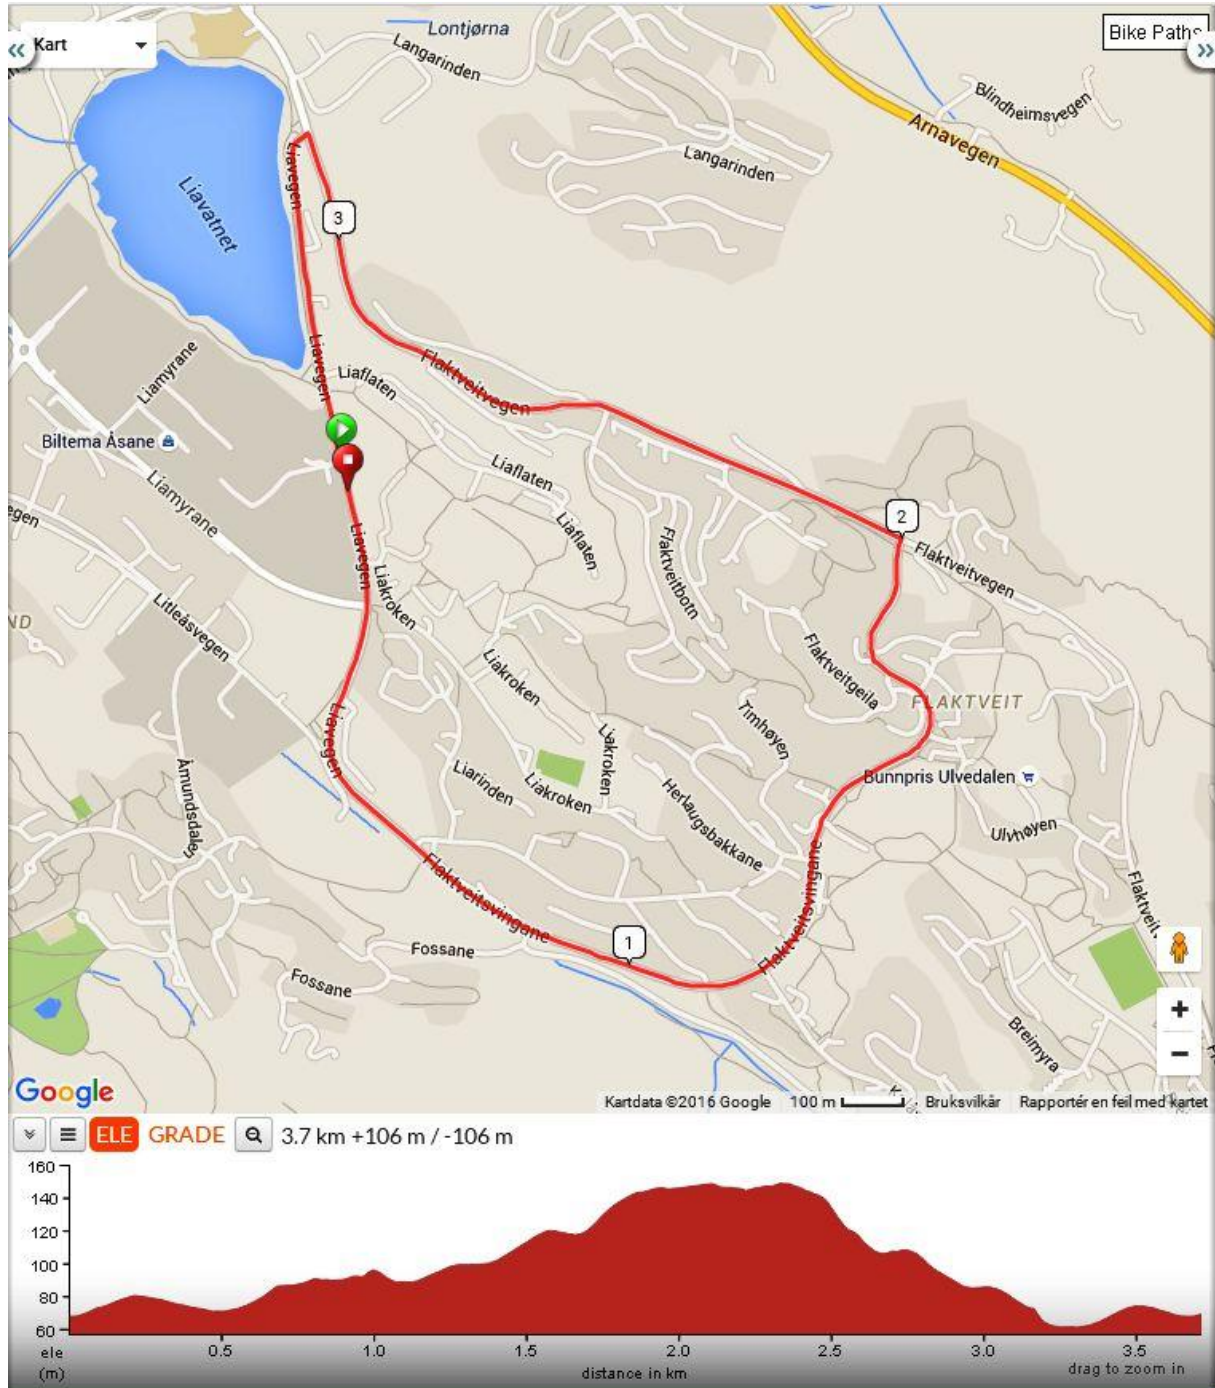 Kart
Lontjørna
Langarinden
Bike Paths
Blindheimsvegen
Arnavegen
Langarinden
Liavegen
Liavatnet
3
Liamyrane
Liavegen
Liaflaten
Flaktveitvegen
Biltema Åsane
Liaflaten
Liamyrane
Liaflaten
2
egen
Liavegen
Flaktveitbotn
Flaktveitvegen
Liakroken
Litleåsvegen
ND
Flaktveitgeila
Liakroken
FLAKTVEIT
Liavegen
Timhøyen
Liakroken
Åmundsdalen
Liarinden
Liakroken
Herlaugsbakkane
Bunnpris Ulvedalen
Ulvhøyen
Flaktveitsvingane
Flaktveitsvingane
Flaktveitsvingane
Flaktveit
1
Fossane
Fossane
Breimyra
+
−
Google
Kartdata ©2016 Google
100 m
Bruksvilkår
Rapportér en feil med kartet
ELE
GRADE
3.7 km +106 m / -106 m
160
140
120
100
80
60
ele
(m)
0.5
1.0
1.5
2.0
2.5
3.0
3.5
distance in km
drag to zoom in